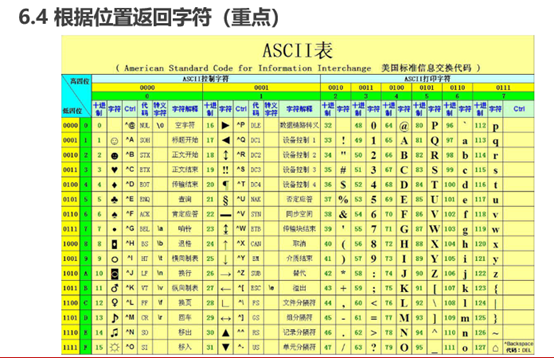 6.4 根据位置返回字符（重点）
ASCII表
( American Standard Code for Information Interchange 美国标准信息交换代码 )
高四位 ASCII控制字符 ASCII打印字符
0000 0001 0010 0011 0100 0101 0110 0111
0 1 2 3 4 5 6 7
低四位 十进制 字符 Ctrl 代码 转义字符 字符解释 十进制 字符 Ctrl 代码 转义字符 字符解释 十进制 字符 十进制 字符 十进制 字符 十进制 字符 十进制 字符 十进制 字符 Ctrl
0000 0 0 ^@ NUL \0 空字符 16 ► ^P DLE 数据链路转义 32 48 0 64 @ 80 P 96 ` 112 p
0001 1 1 ☺ ^A SOH 标题开始 17 ◄ ^Q DC1 设备控制 1 33 ! 49 1 65 A 81 Q 97 a 113 q
0010 2 2 ☻ ^B STX 正文开始 18 ↕ ^R DC2 设备控制 2 34 " 50 2 66 B 82 R 98 b 114 r
0011 3 3 ♥ ^C ETX 正文结束 19 ‼ ^S DC3 设备控制 3 35 # 51 3 67 C 83 S 99 c 115 s
0100 4 4 ♦ ^D EOT 传输结束 20 ¶ ^T DC4 设备控制 4 36 $ 52 4 68 D 84 T 100 d 116 t
0101 5 5 ♣ ^E ENQ 查询 21 § ^U NAK 否定应答 37 % 53 5 69 E 85 U 101 e 117 u
0110 6 6 ♠ ^F ACK 肯定应答 22 ▬ ^V SYN 同步空闲 38 & 54 6 70 F 86 V 102 f 118 v
0111 7 7 • ^G BEL \a 响铃 23 ↨ ^W ETB 传输块结束 39 ' 55 7 71 G 87 W 103 g 119 w
1000 8 8 ◘ ^H BS \b 退格 24 ↑ ^X CAN 取消 40 ( 56 8 72 H 88 X 104 h 120 x
1001 9 9 ○ ^I HT \t 横向制表 25 ↓ ^Y EM 介质结束 41 ) 57 9 73 I 89 Y 105 i 121 y
1010 A 10 ◙ ^J LF \n 换行 26 → ^Z SUB 替代 42 * 58 : 74 J 90 Z 106 j 122 z
1011 B 11 ♂ ^K VT \v 纵向制表 27 ← ^[ ESC \e 溢出 43 + 59 ; 75 K 91 [ 107 k 123 {
1100 C 12 ♀ ^L FF \f 换页 28 ∟ ^\ FS 文件分隔符 44 , 60 < 76 L 92 \ 108 l 124 |
1101 D 13 ♪ ^M CR \r 回车 29 ↔ ^] GS 组分隔符 45 - 61 = 77 M 93 ] 109 m 125 }
1110 E 14 ♫ ^N SO 移出 30 ▲ ^^ RS 记录分隔符 46 . 62 > 78 N 94 ^ 110 n 126 ~
1111 F 15 ☼ ^O SI 移入 31 ▼ ^- US 单元分隔符 47 / 63 ? 79 O 95 _ 111 o 127 ⌂ ^Backspace 代码：DEL